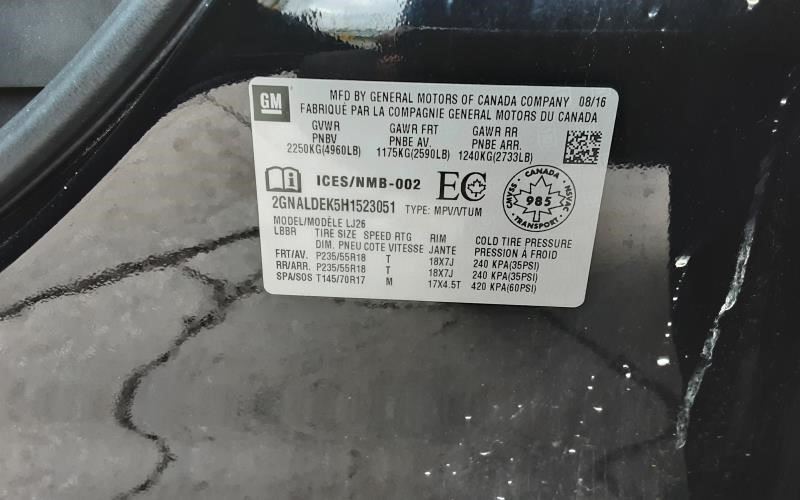 GM
MFD BY GENERAL MOTORS OF CANADA COMPANY 08/16
FABRIQUÉ PAR LA COMPAGNIE GENERAL MOTORS DU CANADA
GVWR GAWR FRT GAWR RR
PNBV PNBE AV. PNBE ARR.
2250KG(4960LB) 1175KG(2590LB) 1240KG(2733LB)
i ICES/NMB-002 EC CANADA 985 CMVSS NSVAC TRANSPORT
2GNALDEK5H1523051 TYPE: MPV/VTUM
MODEL/MODÈLE LJ26
LBBR TIRE SIZE SPEED RTG RIM COLD TIRE PRESSURE
DIM. PNEU COTE VITESSE JANTE PRESSION À FROID
FRT/AV. P235/55R18 T 18X7J 240 KPA(35PSI)
RR/ARR. P235/55R18 T 18X7J 240 KPA(35PSI)
SPA/SOS T145/70R17 M 17X4.5T 420 KPA(60PSI)